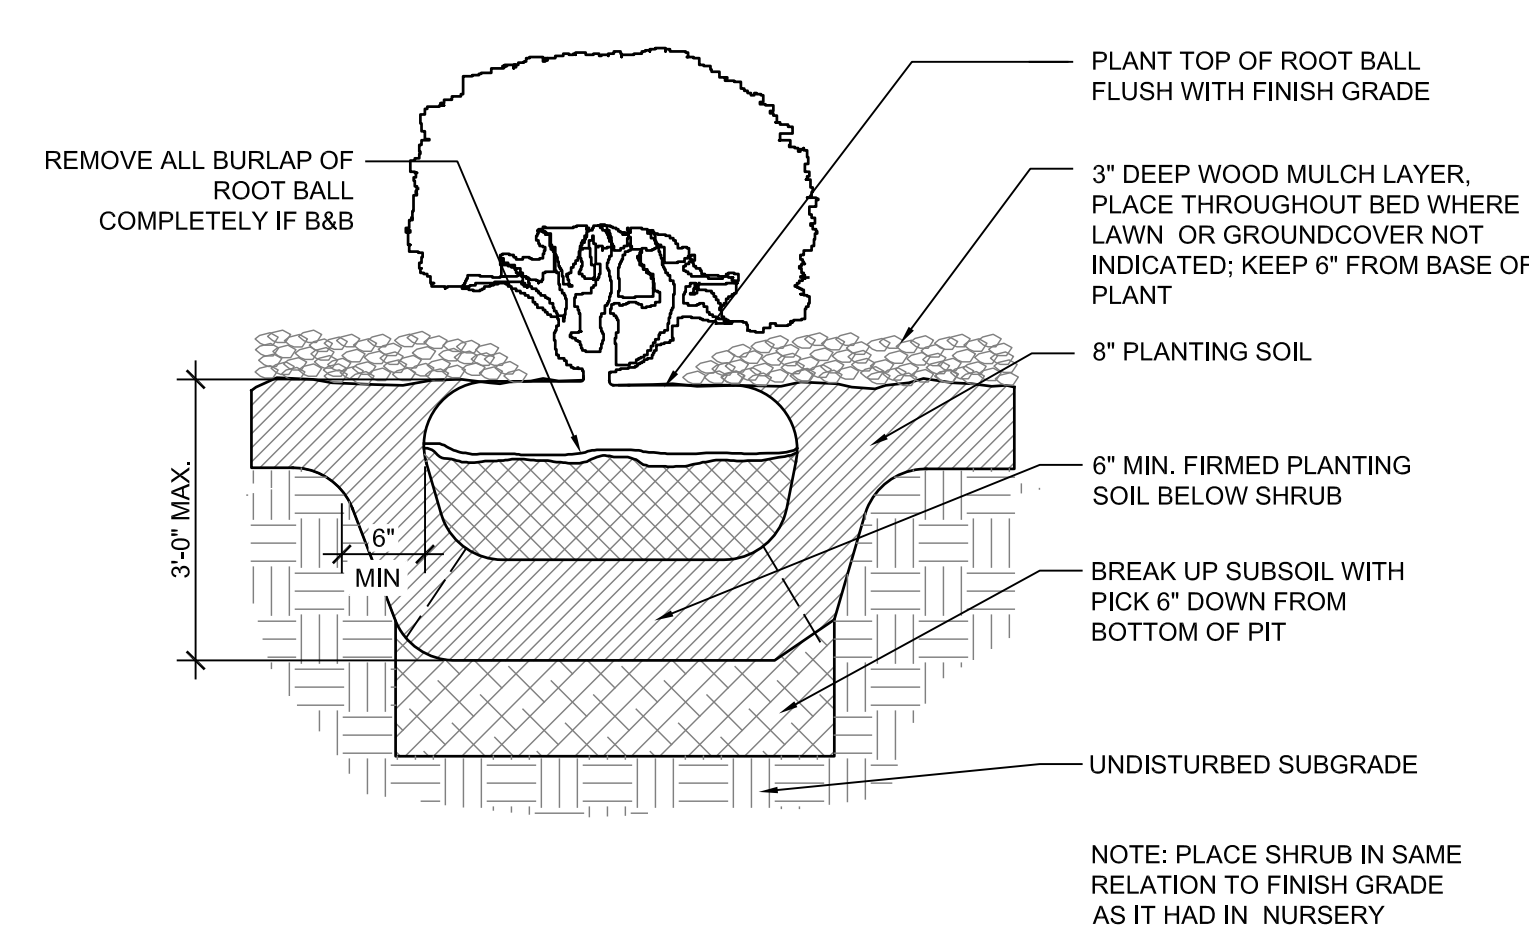 REMOVE ALL BURLAP OF
ROOT BALL
COMPLETELY IF B&B
3'-0" MAX.
6"
MIN
PLANT TOP OF ROOT BALL
FLUSH WITH FINISH GRADE
3" DEEP WOOD MULCH LAYER,
PLACE THROUGHOUT BED WHERE
LAWN OR GROUNDCOVER NOT
INDICATED; KEEP 6" FROM BASE OF
PLANT
8" PLANTING SOIL
6" MIN. FIRMED PLANTING
SOIL BELOW SHRUB
BREAK UP SUBSOIL WITH
PICK 6" DOWN FROM
BOTTOM OF PIT
UNDISTURBED SUBGRADE
NOTE: PLACE SHRUB IN SAME
RELATION TO FINISH GRADE
AS IT HAD IN NURSERY